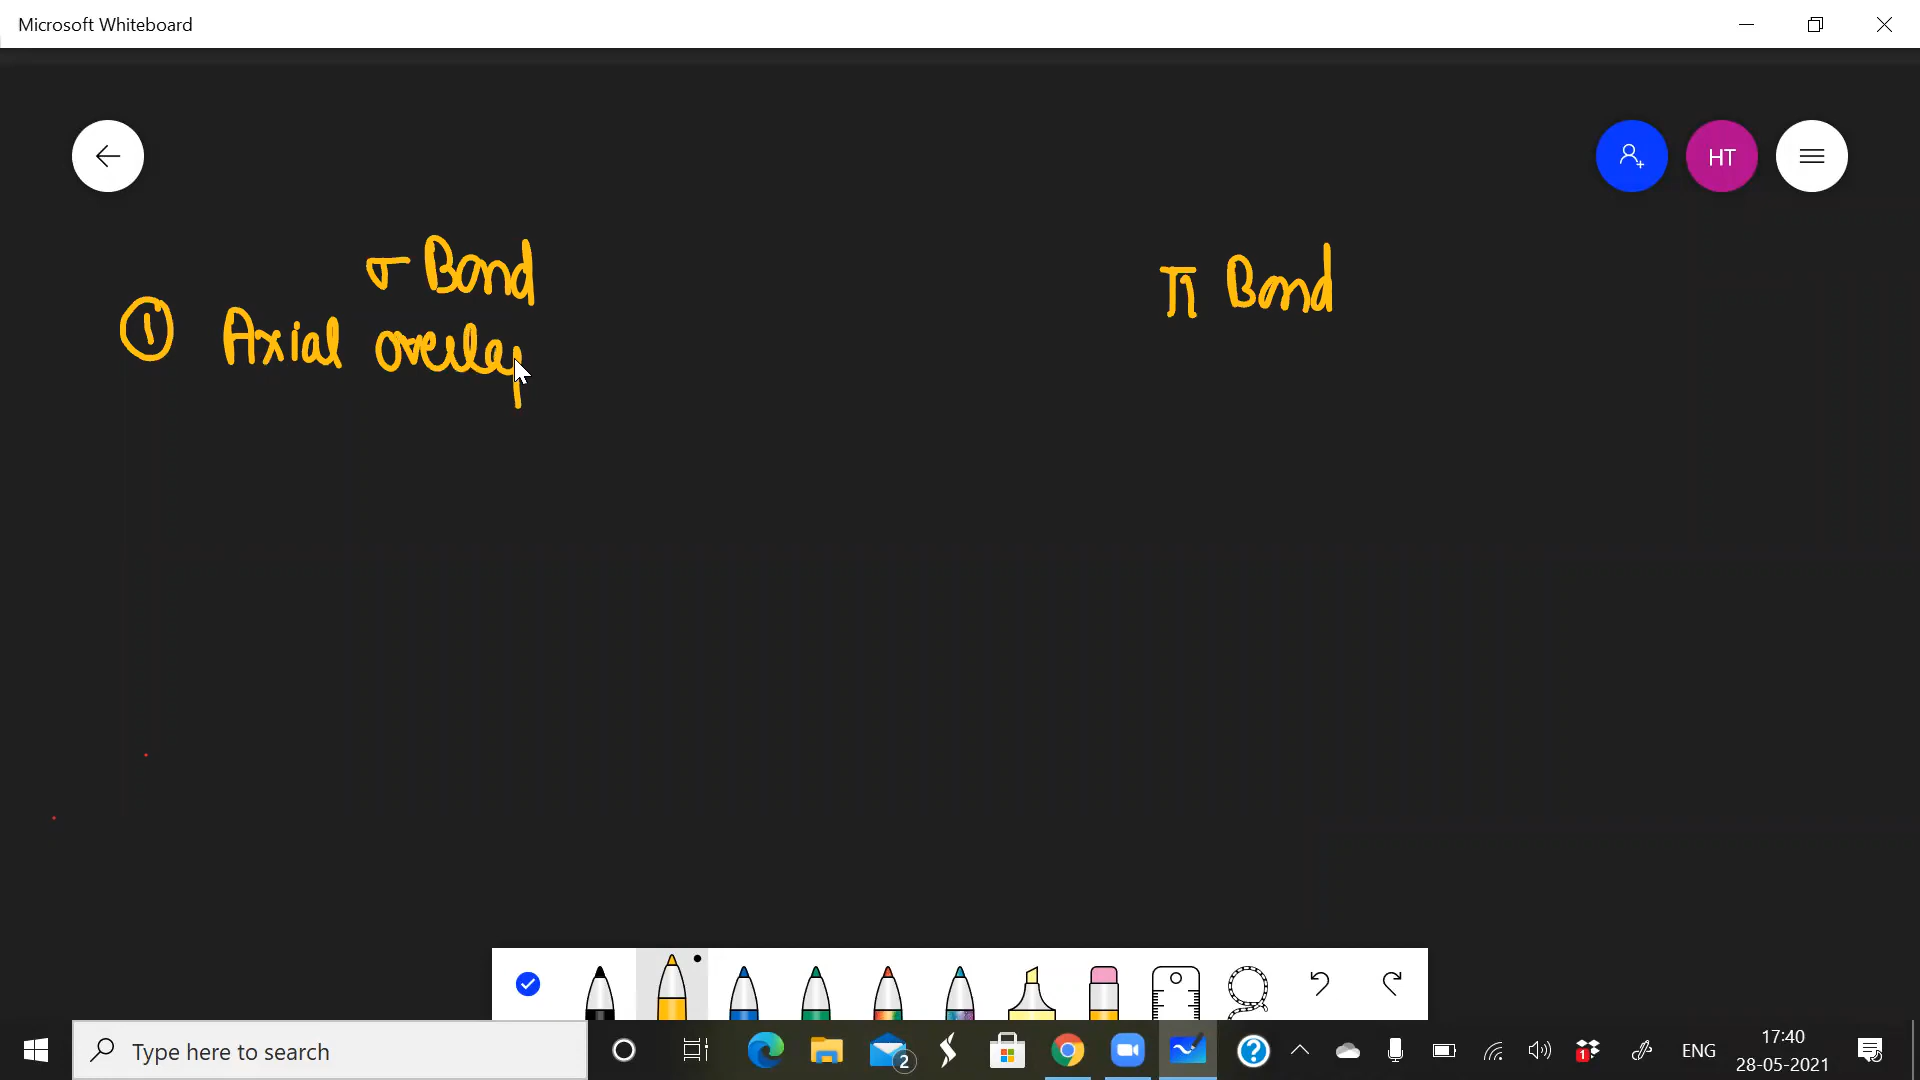 Microsoft Whiteboard
HT
σ Bond
π Bond
① Axial overlap
Type here to search
2
1
ENG
17:40
28-05-2021